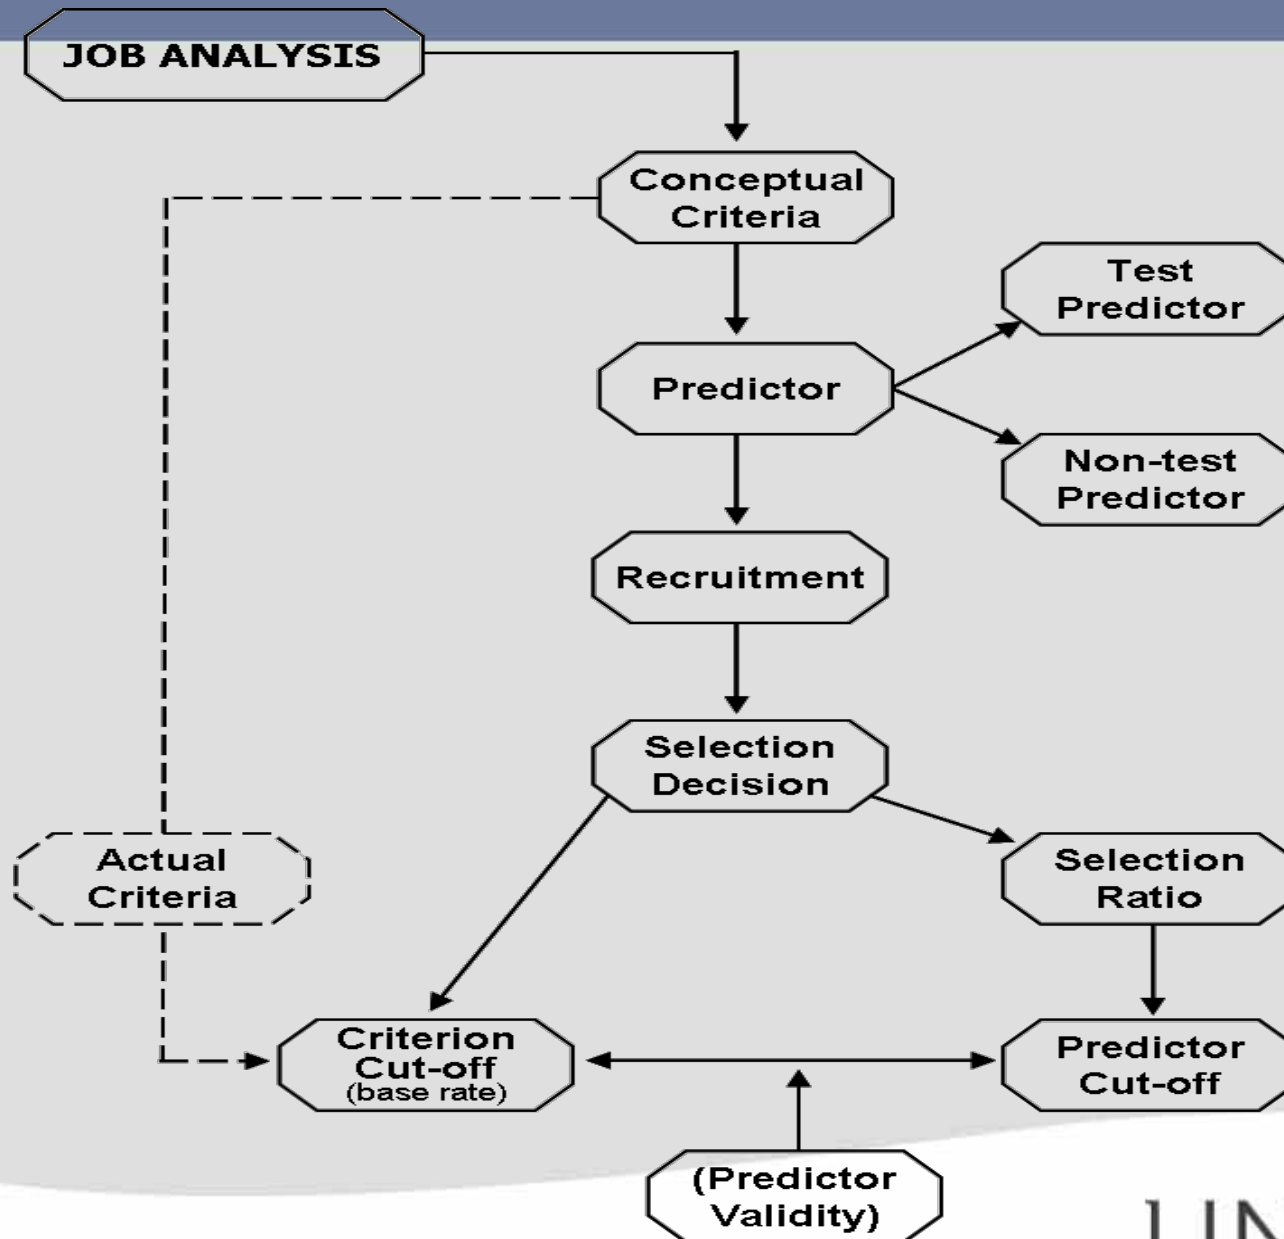 JOB ANALYSIS
Conceptual
Criteria
Test
Predictor
Predictor
Non-test
Predictor
Recruitment
Selection
Decision
Actual
Criteria
Selection
Ratio
Criterion
Cut-off
(base rate)
Predictor
Cut-off
(Predictor
Validity)